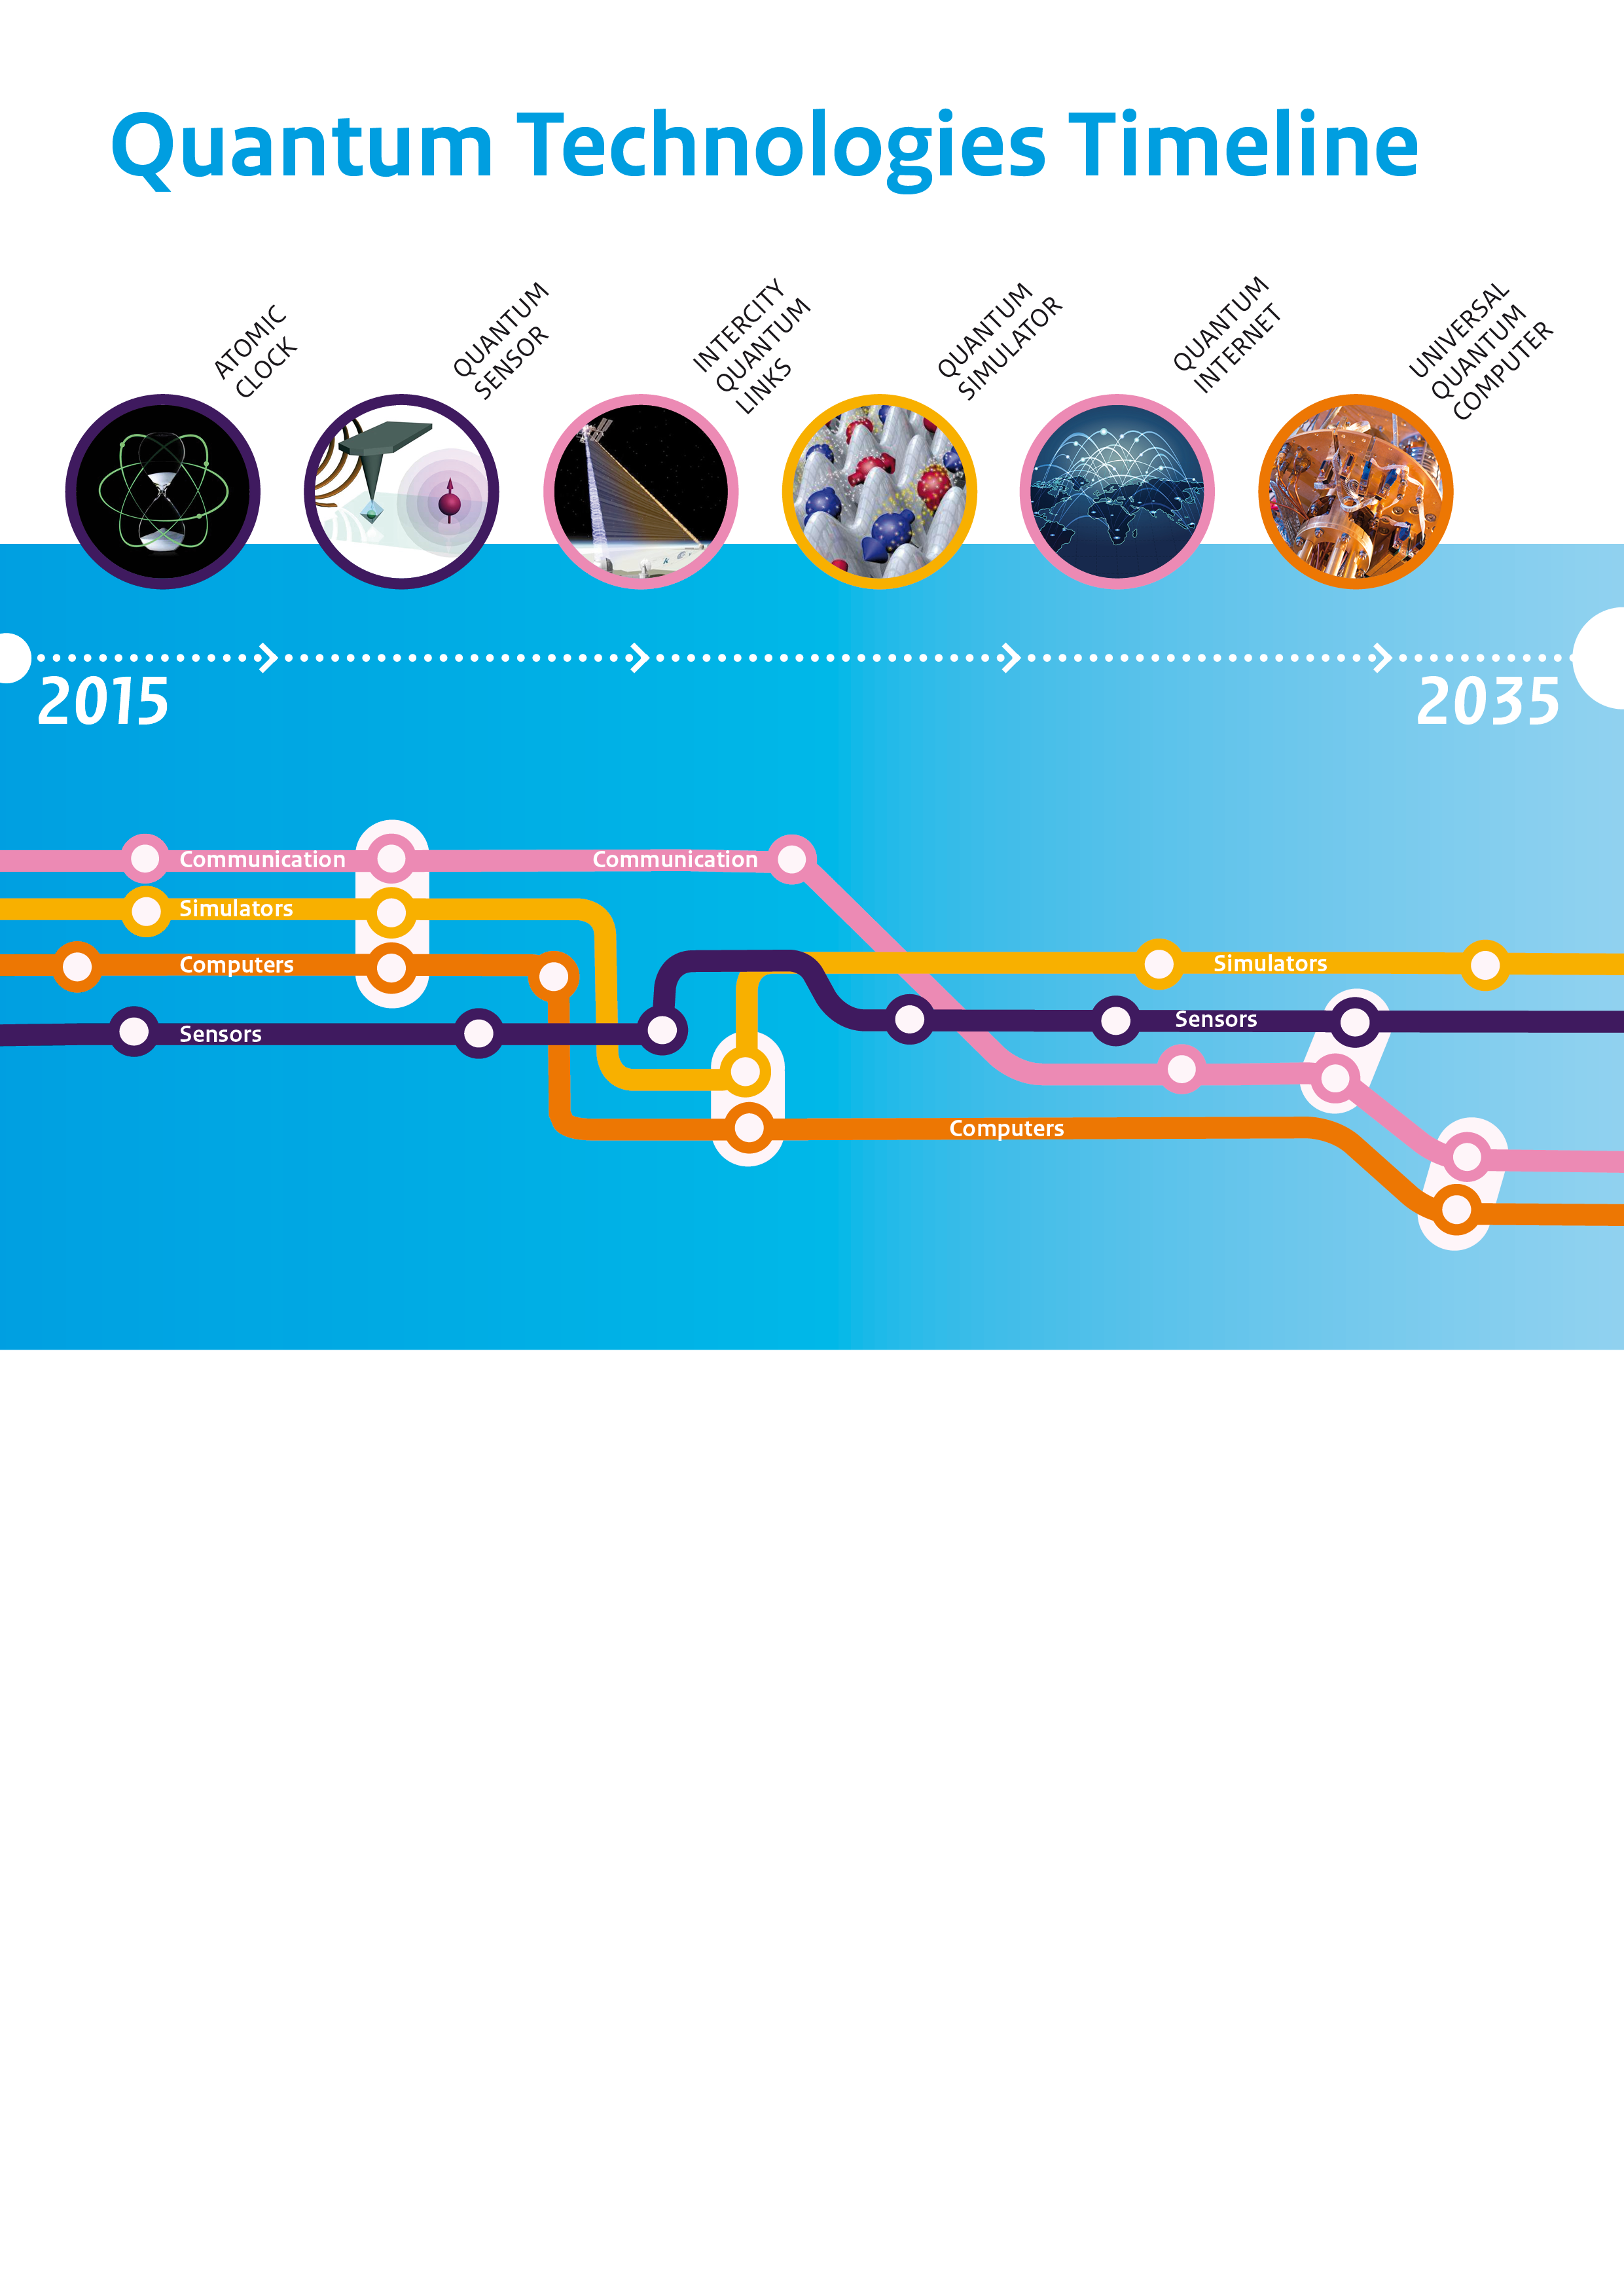 Quantum Technologies Timeline
ATOMIC
CLOCK
QUANTUM
SENSOR
INTERCITY
QUANTUM
LINKS
QUANTUM
SIMULATOR
QUANTUM
INTERNET
UNIVERSAL
QUANTUM
COMPUTER
2015
2035
Communication
Communication
Simulators
Computers
Simulators
Sensors
Sensors
Computers